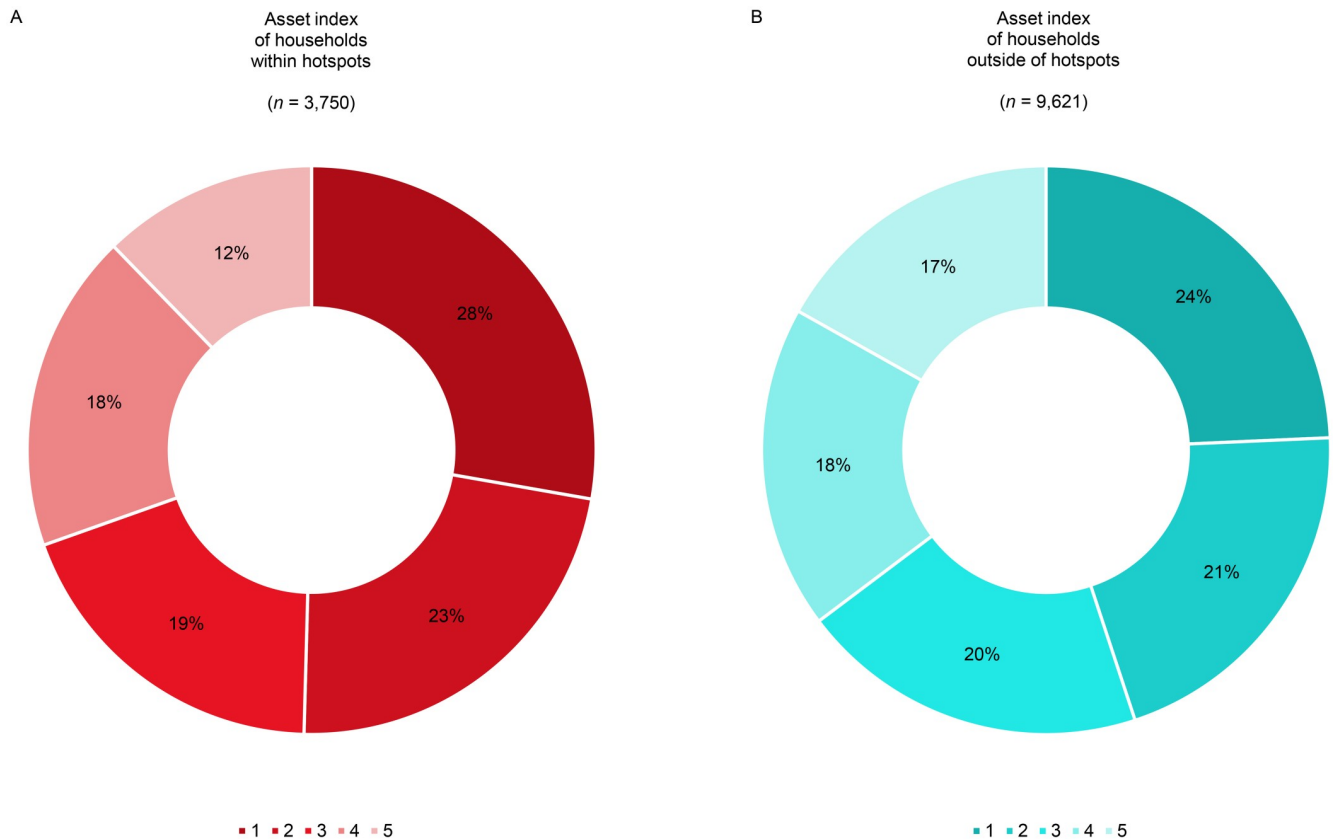 A
Asset index
of households
within hotspots
(n = 3,750)
12%
28%
18%
19%
23%
1 2 3 4 5
B
Asset index
of households
outside of hotspots
(n = 9,621)
17%
24%
18%
21%
20%
1 2 3 4 5